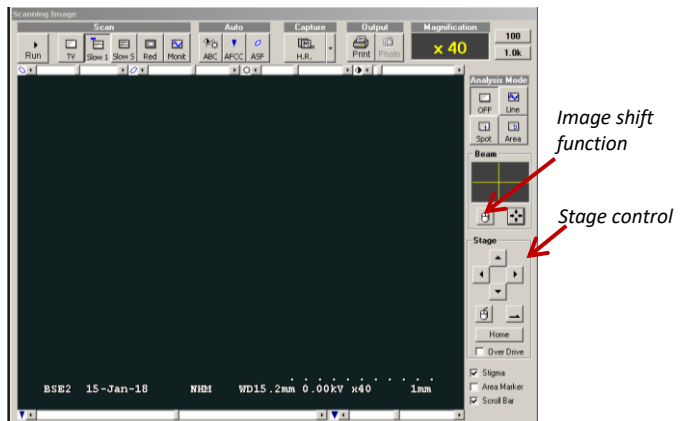 Scanning Image
Scan Auto Capture Output Magnification
Run TV Slow 1 Slow 5 Red Monit ABC AFCC ASF H.R.. Print Photo x 40 100
1.0k
Analysis Mode
OFF Line
Spot Area
Beam
Image shift
function
Stage control
Stage
Home
Over Drive
Stigma
Area Marker
Scroll Bar
BSE2 15-Jan-18 NHM WD15.2mm 0.00kV x40 1mm